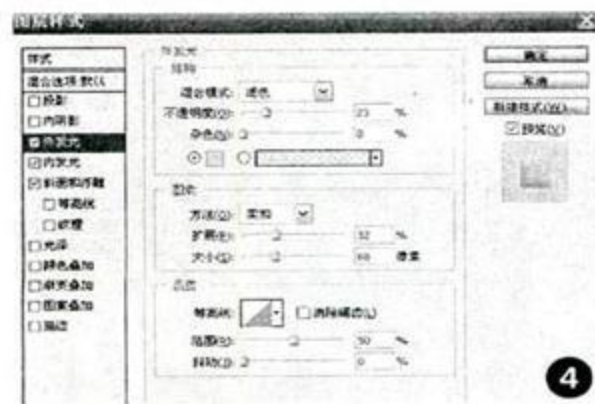 图层样式
样式
混合选项:默认
投影
内阴影
外发光
内发光
斜面和浮雕
等高线
纹理
光泽
颜色叠加
渐变叠加
图案叠加
描边
外发光
结构
混合模式: 滤色
不透明度(O): 23 %
杂色(N): 0 %
图素
方法(Q): 柔和
扩展(P): 32 %
大小(S): 68 像素
品质
等高线: 消除锯齿(L)
范围(R): 50 %
抖动(J): 0 %
确定
取消
新建样式(W)...
预览(V)
4